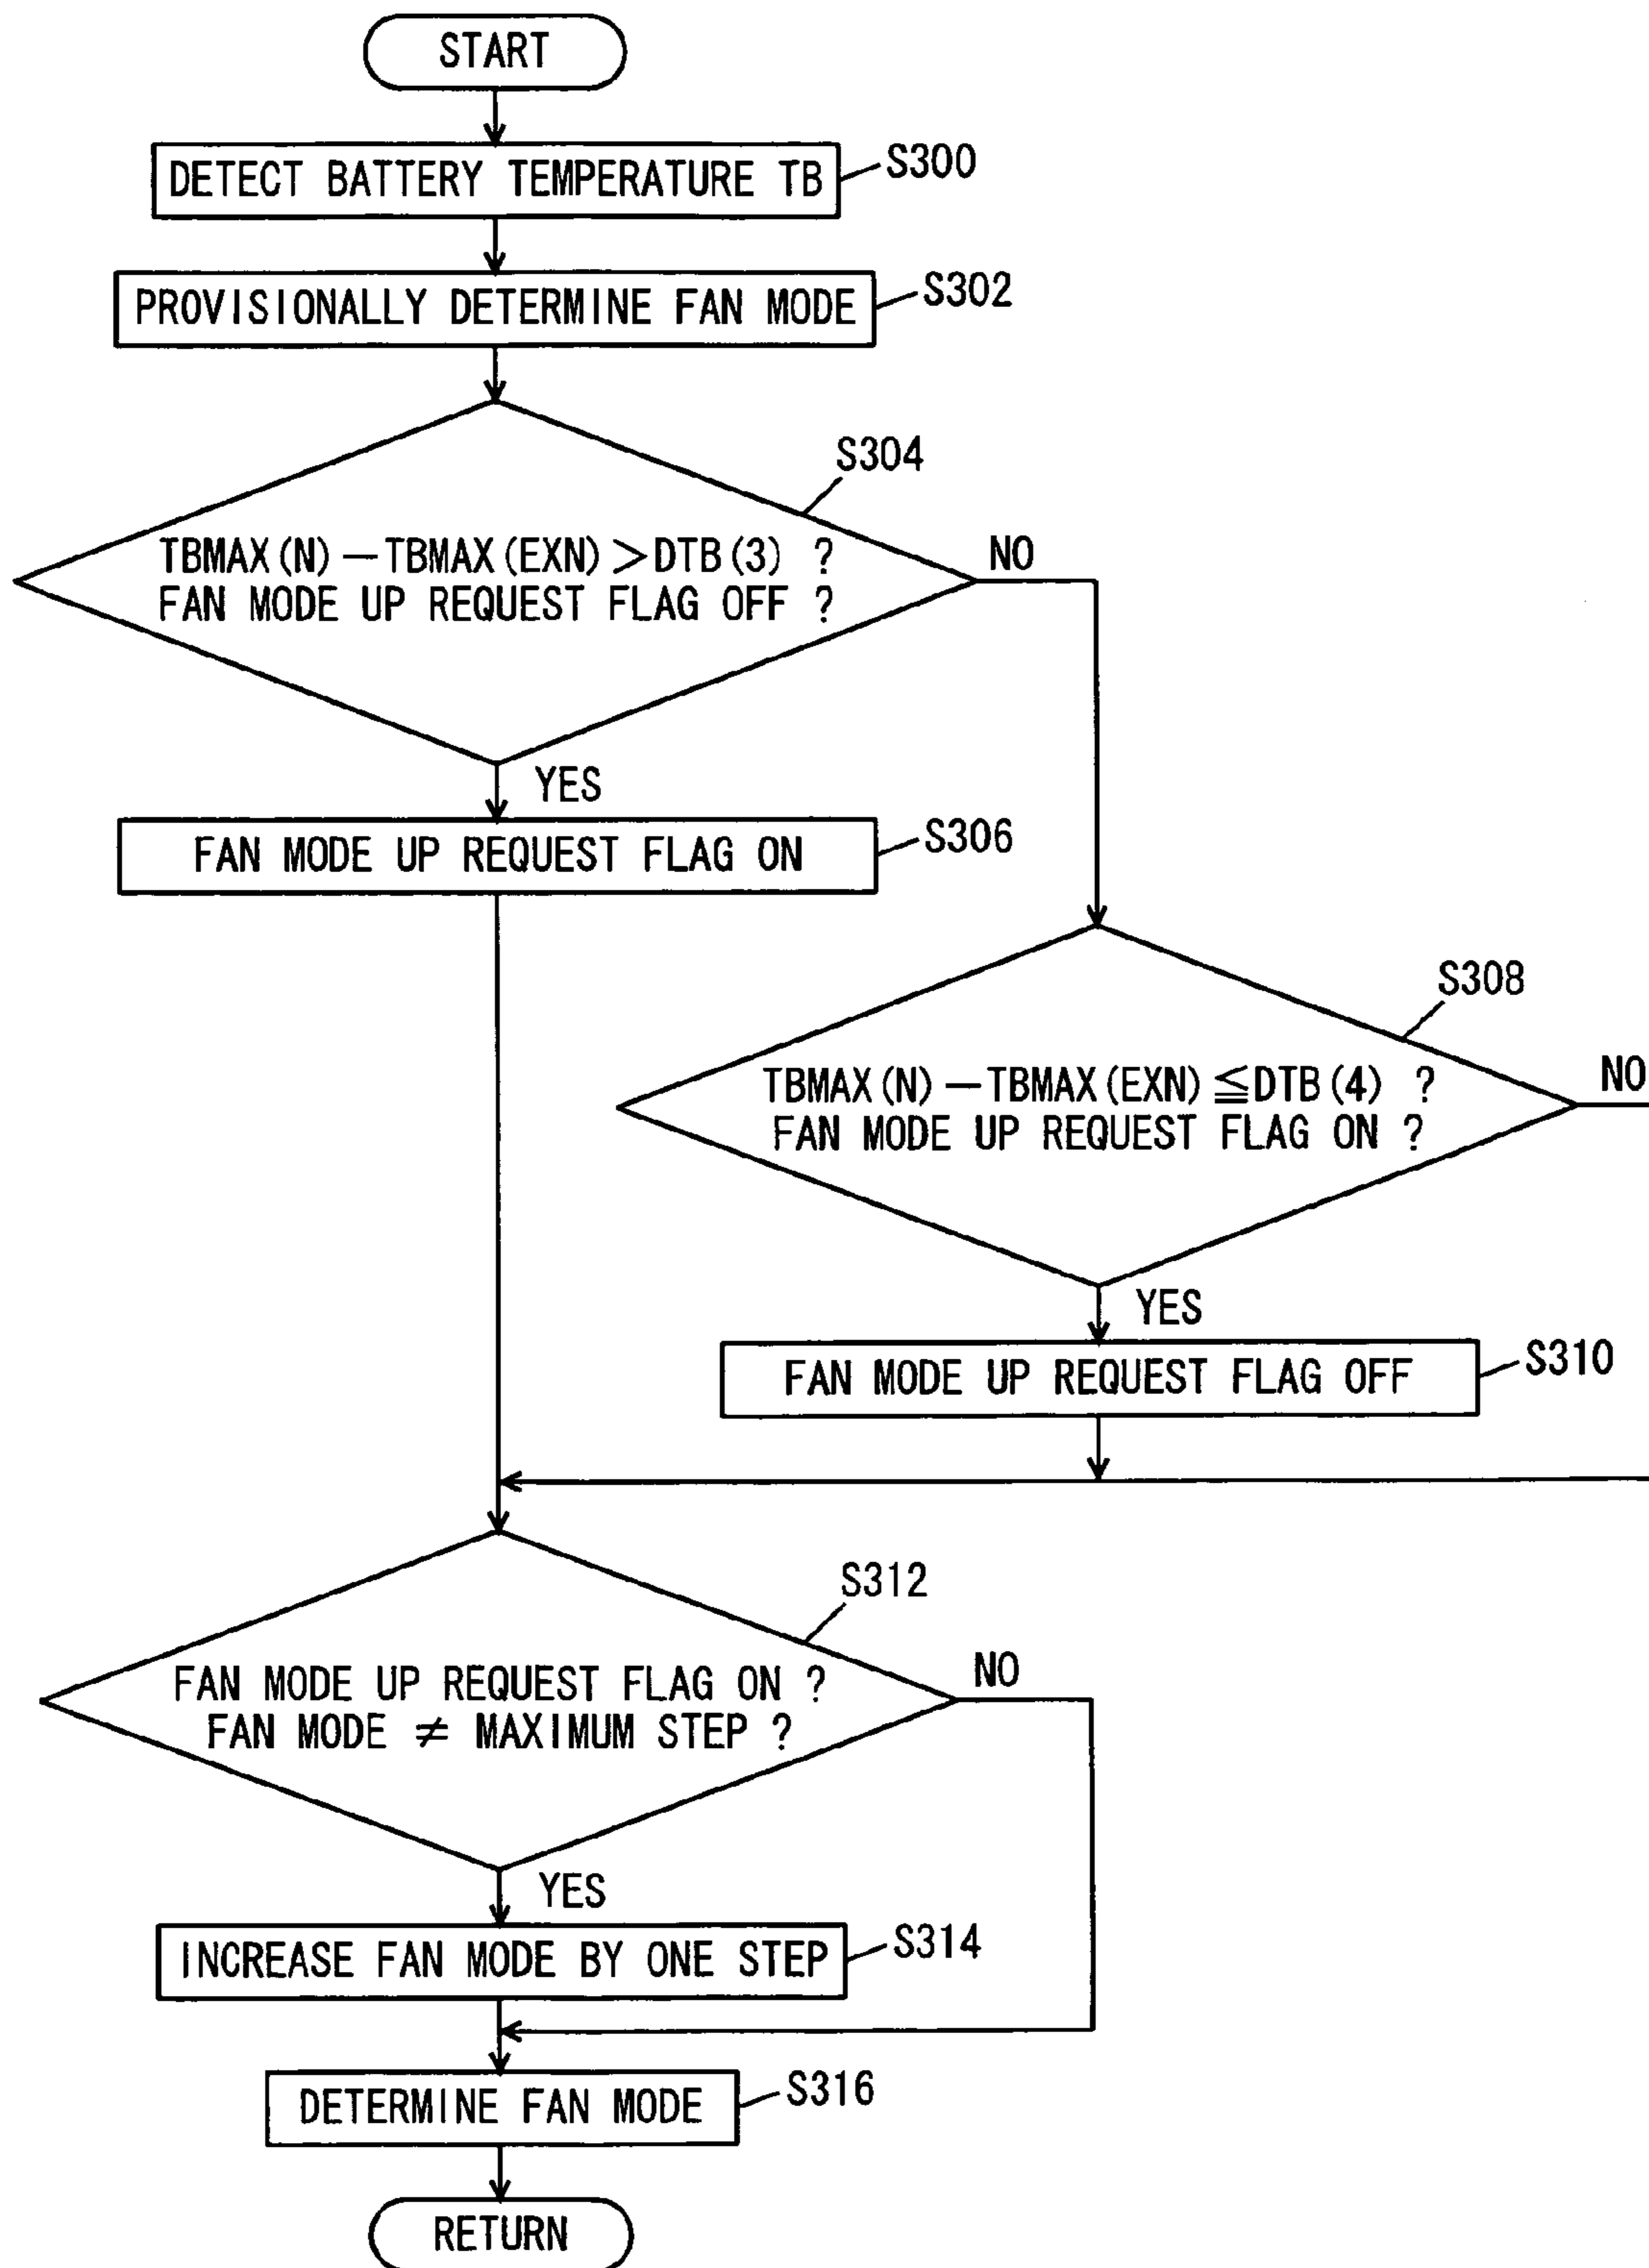 START
DETECT BATTERY TEMPERATURE TB
S300
PROVISIONALLY DETERMINE FAN MODE
S302
S304
TBMAX(N)－TBMAX(EXN)＞DTB(3) ?
FAN MODE UP REQUEST FLAG OFF ?
NO
YES
FAN MODE UP REQUEST FLAG ON
S306
S308
TBMAX(N)－TBMAX(EXN)≦DTB(4) ?
FAN MODE UP REQUEST FLAG ON ?
NO
YES
FAN MODE UP REQUEST FLAG OFF
S310
S312
FAN MODE UP REQUEST FLAG ON ?
FAN MODE ≠ MAXIMUM STEP ?
NO
YES
INCREASE FAN MODE BY ONE STEP
S314
DETERMINE FAN MODE
S316
RETURN